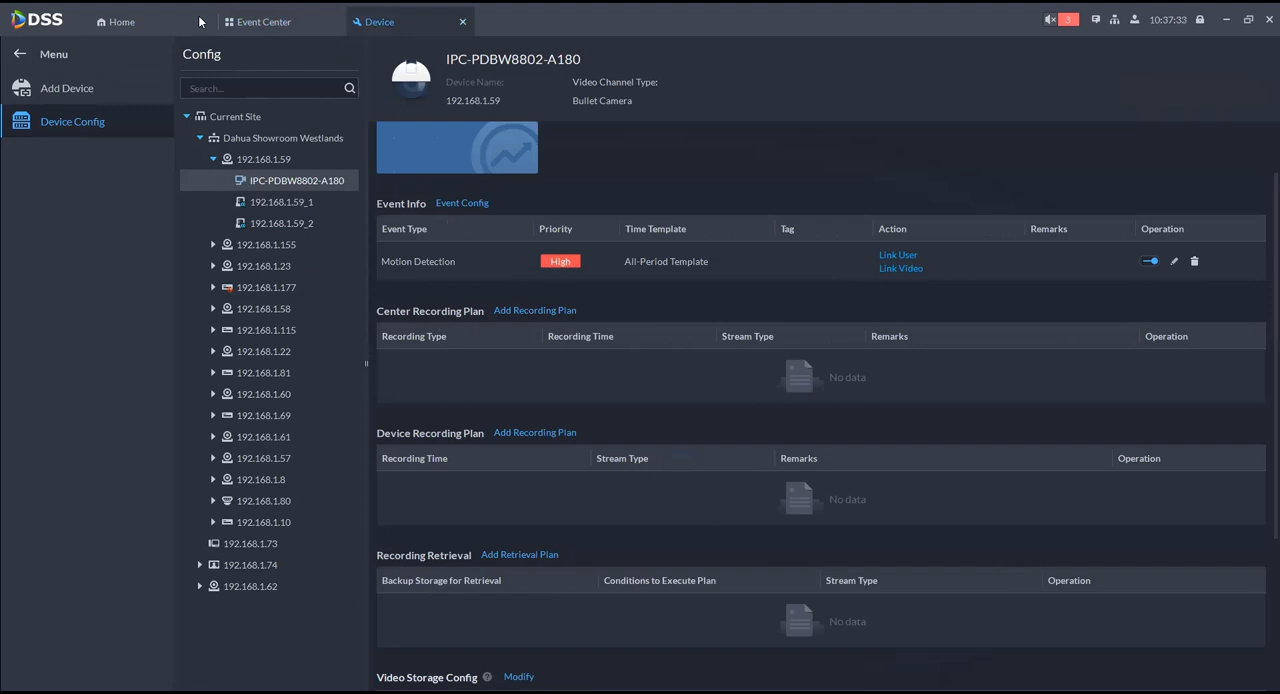 DSS
Home
Event Center
Device
3
10:37:33
Menu
Add Device
Device Config
Config
Search...
Current Site
Dahua Showroom Westlands
192.168.1.59
IPC-PDBW8802-A180
192.168.1.59_1
192.168.1.59_2
192.168.1.155
192.168.1.23
192.168.1.177
192.168.1.58
192.168.1.115
192.168.1.22
192.168.1.81
192.168.1.60
192.168.1.69
192.168.1.61
192.168.1.57
192.168.1.8
192.168.1.80
192.168.1.10
192.168.1.73
192.168.1.74
192.168.1.62
IPC-PDBW8802-A180
Device Name: Video Channel Type:
192.168.1.59 Bullet Camera
Event Info Event Config
Event Type Priority Time Template Tag Action Remarks Operation
Motion Detection High All-Period Template Link User
Link Video
Center Recording Plan Add Recording Plan
Recording Type Recording Time Stream Type Remarks Operation
No data
Device Recording Plan Add Recording Plan
Recording Time Stream Type Remarks Operation
No data
Recording Retrieval Add Retrieval Plan
Backup Storage for Retrieval Conditions to Execute Plan Stream Type Operation
No data
Video Storage Config ? Modify